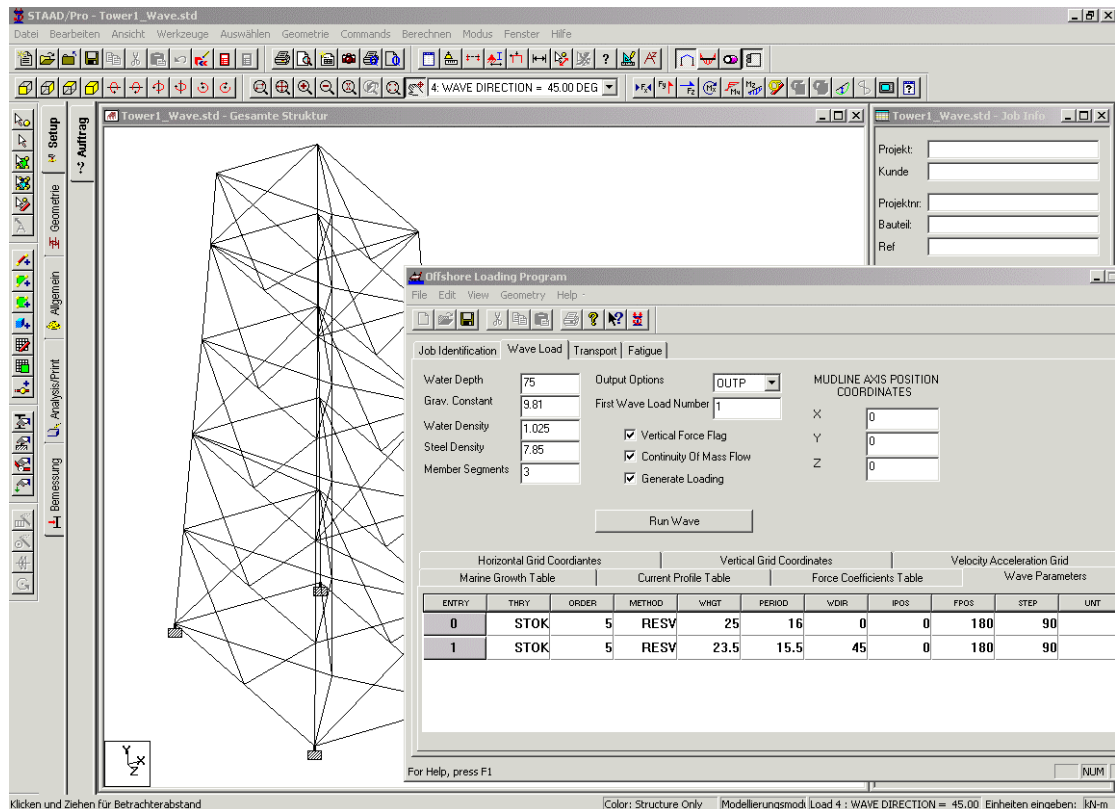 STAAD/Pro - Tower1_Wave.std
Datei Bearbeiten Ansicht Werkzeuge Auswählen Geometrie Commands Berechnen Modus Fenster Hilfe
4: WAVE DIRECTION = 45.00 DEG
Setup
Geometrie
Allgemein
Analysis/Print
Bemessung
Auftrag
Tower1_Wave.std - Gesamte Struktur
Y
X
Z
Tower1_Wave.std - Job Info
Projekt:
Kunde
Projektnr:
Bauteil:
Ref
Offshore Loading Program
File Edit View Geometry Help -
Job Identification Wave Load Transport Fatigue
Water Depth 75
Grav. Constant 9.81
Water Density 1.025
Steel Density 7.85
Member Segments 3
Output Options OUTP
First Wave Load Number 1
Vertical Force Flag
Continuity Of Mass Flow
Generate Loading
MUDLINE AXIS POSITION
COORDINATES
X 0
Y 0
Z 0
Run Wave
Horizontal Grid Coordiantes Vertical Grid Coordinates Velocity Acceleration Grid
Marine Growth Table Current Profile Table Force Coefficients Table Wave Parameters
ENTRY THRY ORDER METHOD WHGT PERIOD WDIR IPOS FPOS STEP UNT
0 STOK 5 RESV 25 16 0 0 180 90
1 STOK 5 RESV 23.5 15.5 45 0 180 90
For Help, press F1
NUM
Klicken und Ziehen für Betrachterabstand
Color: Structure Only
Modellierungsmodi
Load 4 : WAVE DIRECTION = 45.00
Einheiten eingeben: kN-m